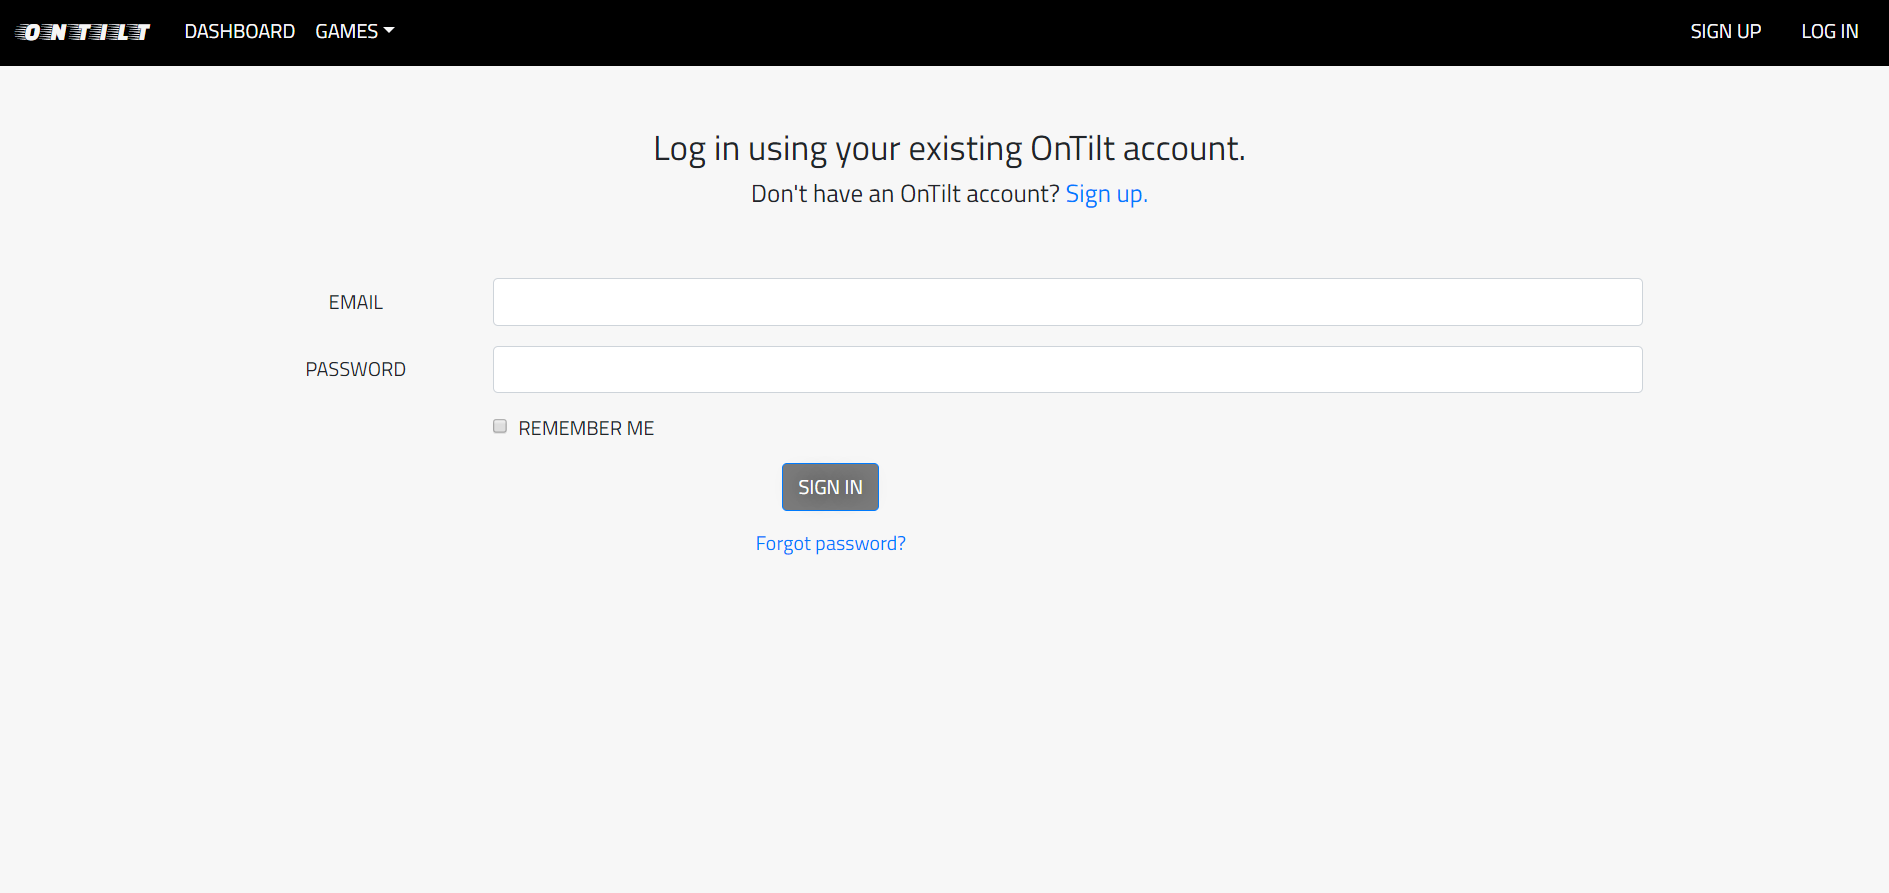 ONTILT DASHBOARD GAMES SIGN UP LOG IN
Log in using your existing OnTilt account.
Don't have an OnTilt account? Sign up.
EMAIL
PASSWORD
REMEMBER ME
SIGN IN
Forgot password?